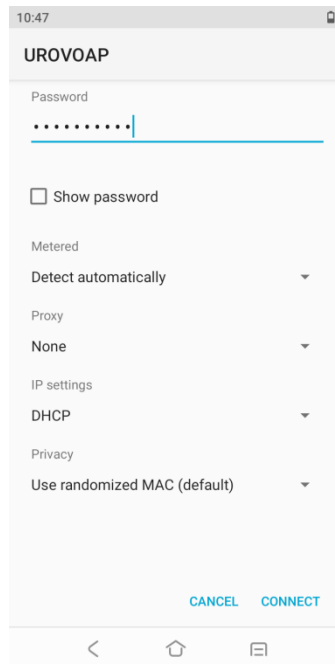 10:47
UROVOAP
Password
••••••••••
Show password
Metered
Detect automatically
Proxy
None
IP settings
DHCP
Privacy
Use randomized MAC (default)
CANCEL CONNECT